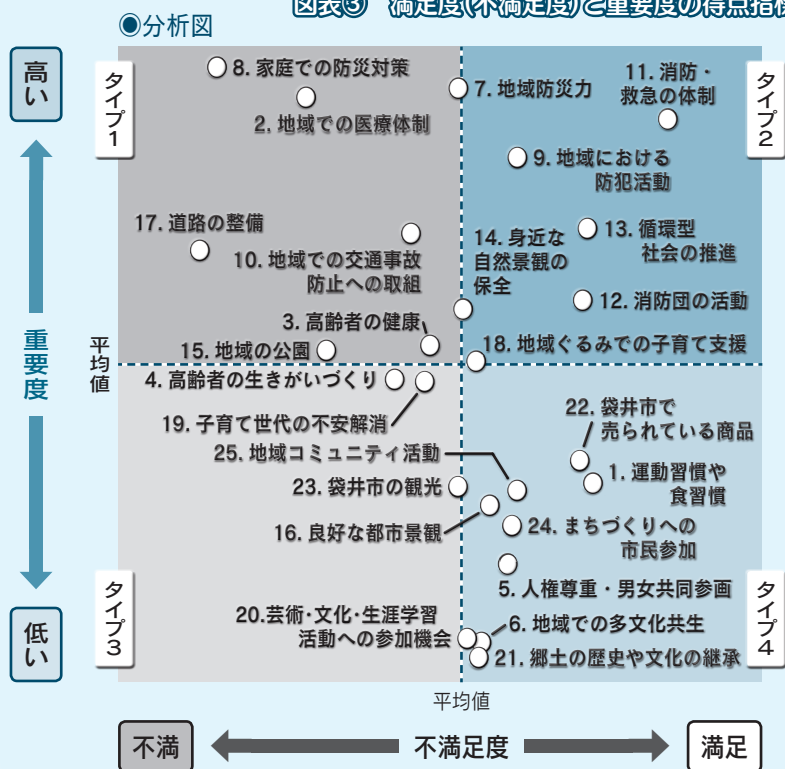 図表③ 満足度(不満足度)と重要度の得点指標
◉分析図
高い
タイプ1
8. 家庭での防災対策
2. 地域での医療体制
7. 地域防災力
11. 消防・
救急の体制
タイプ2
9. 地域における
防犯活動
17. 道路の整備
10. 地域での交通事故
防止への取組
14. 身近な
自然景観の
保全
13. 循環型
社会の推進
12. 消防団の活動
3. 高齢者の健康
15. 地域の公園
18. 地域ぐるみでの子育て支援
重要度
平均値
4. 高齢者の生きがいづくり
19. 子育て世代の不安解消
25. 地域コミュニティ活動
22. 袋井市で
売られている商品
23. 袋井市の観光
1. 運動習慣や
食習慣
16. 良好な都市景観
24. まちづくりへの
市民参加
5. 人権尊重・男女共同参画
タイプ3
タイプ4
低い
20.芸術・文化・生涯学習
活動への参加機会
6. 地域での多文化共生
21. 郷土の歴史や文化の継承
平均値
不満
不満足度
満足